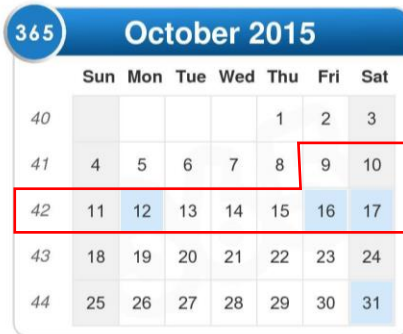 365 October 2015
Sun Mon Tue Wed Thu Fri Sat
40 1 2 3
41 4 5 6 7 8 9 10
42 11 12 13 14 15 16 17
43 18 19 20 21 22 23 24
44 25 26 27 28 29 30 31